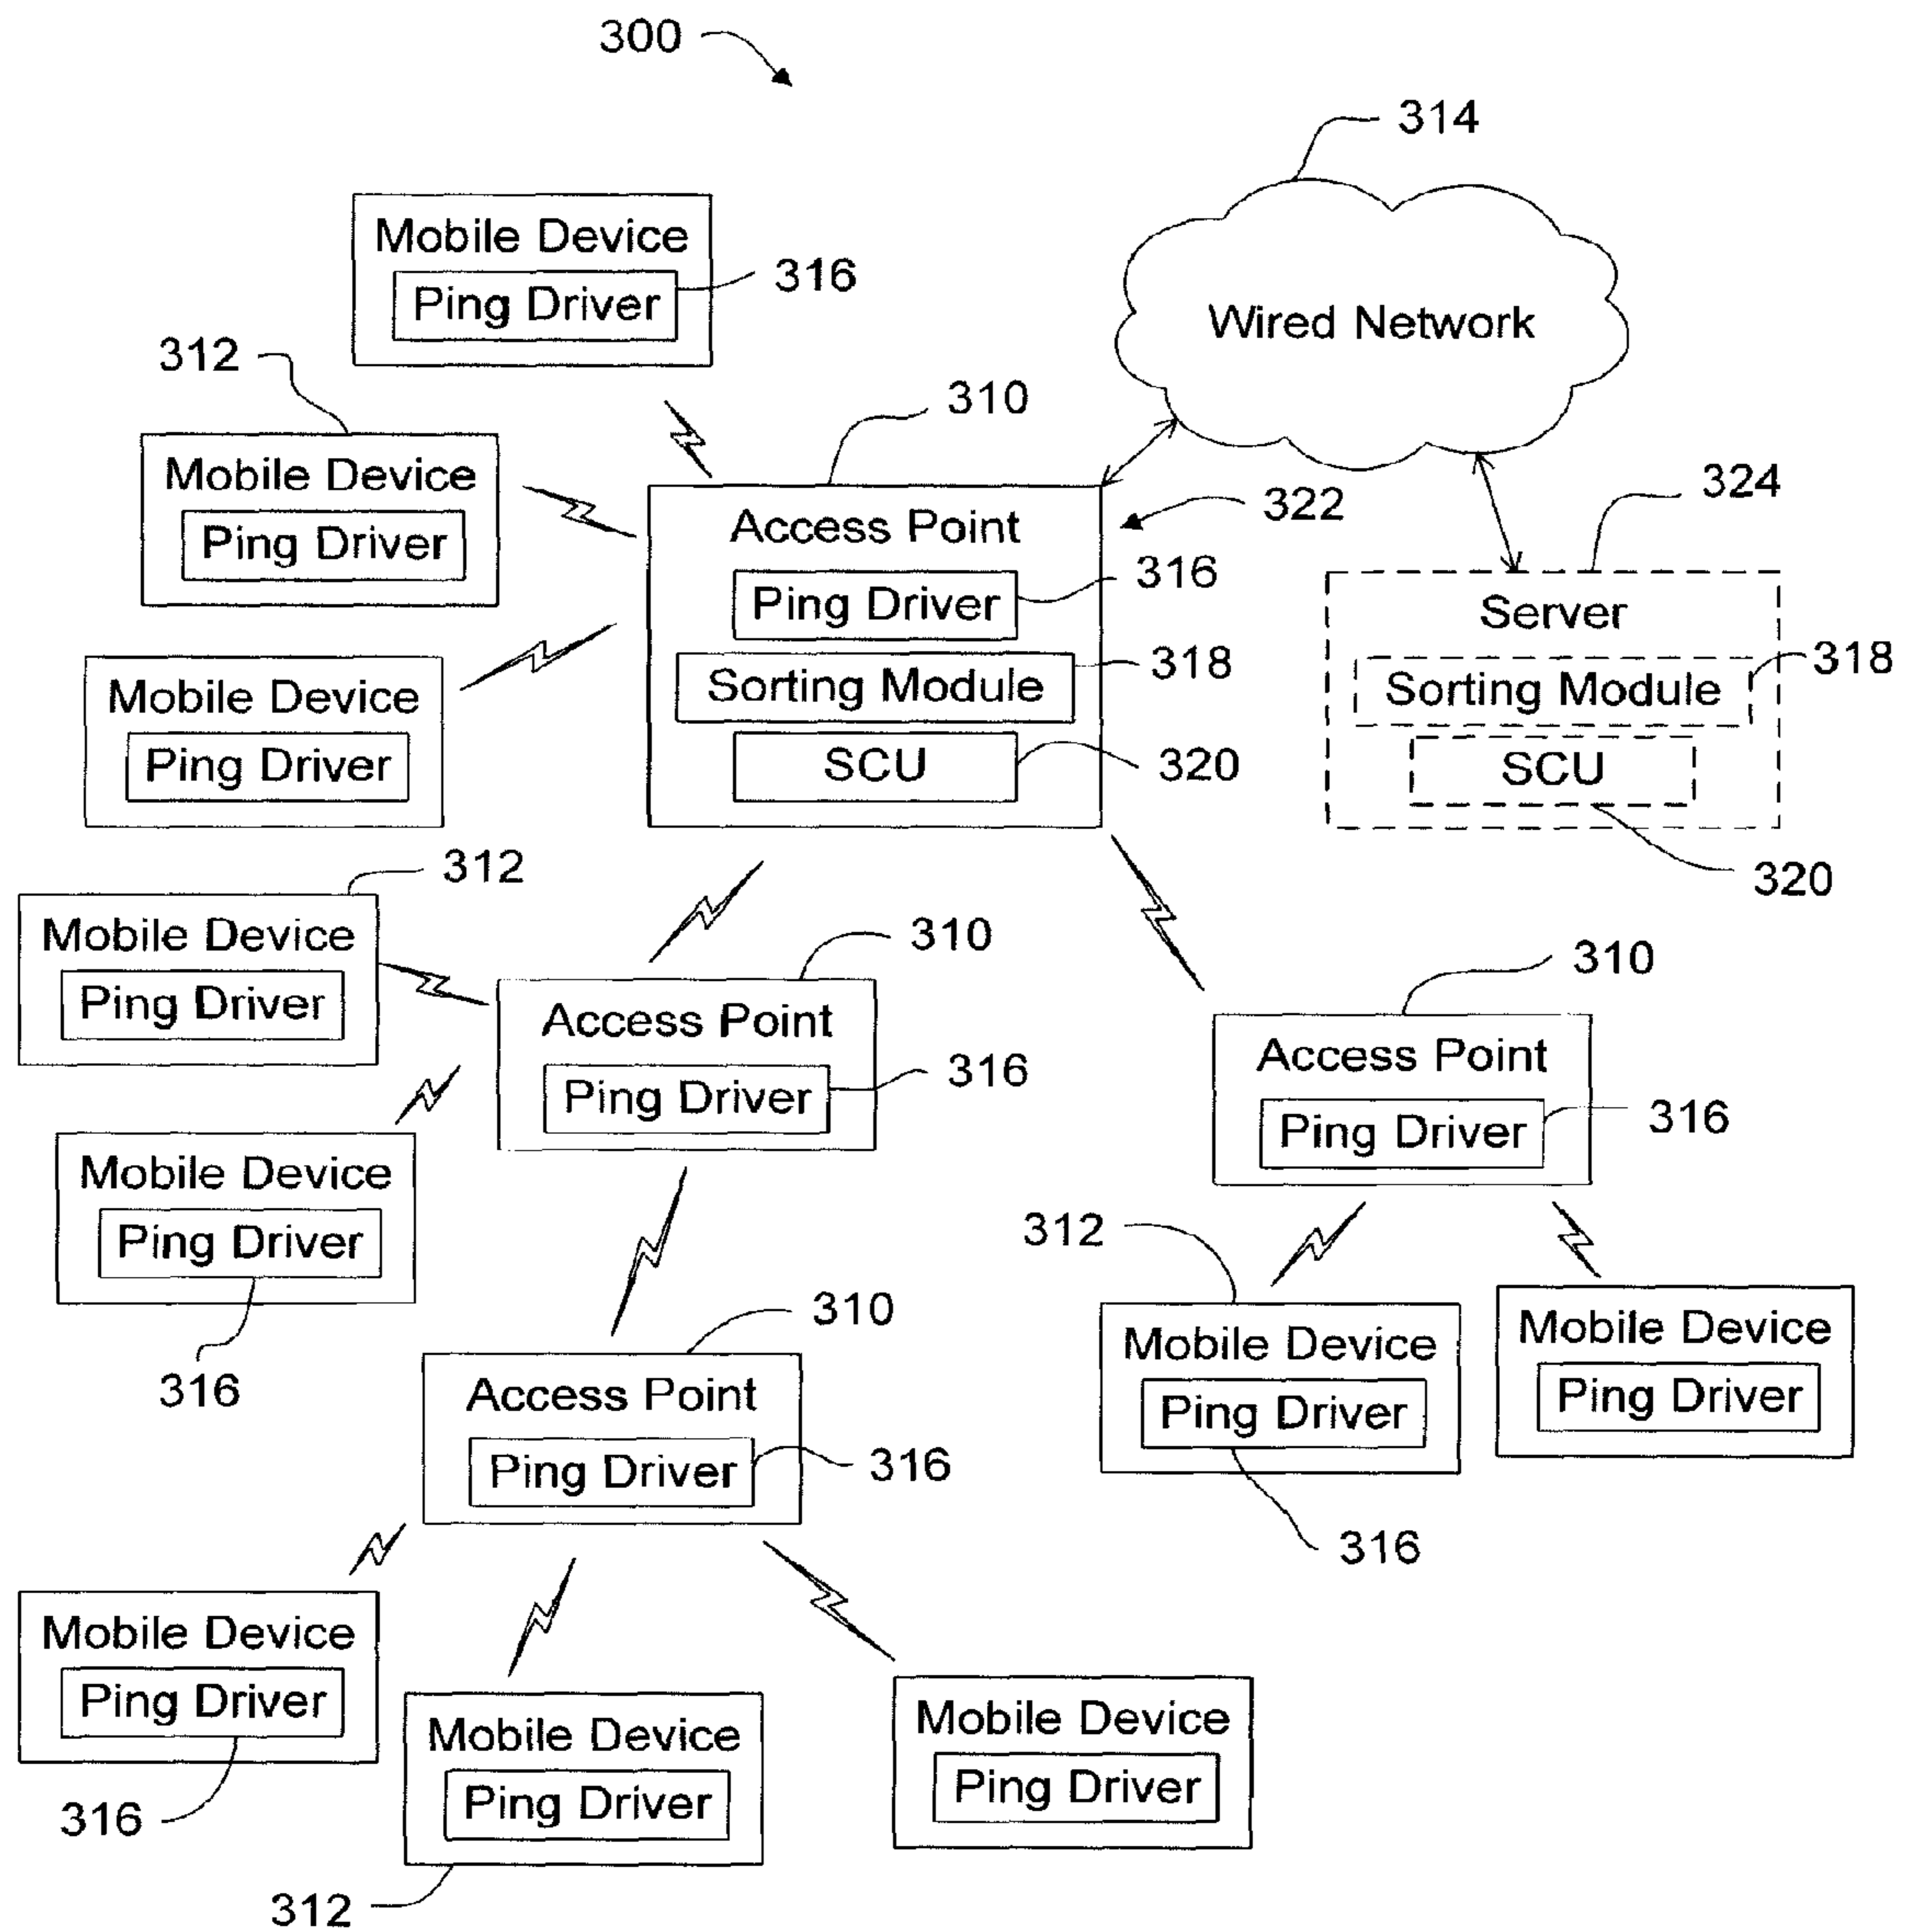 300
314
Mobile Device
316
Ping Driver
Wired Network
312
310
Mobile Device
Ping Driver
324
322
Access Point
316
Ping Driver
Server
318
Sorting Module
318
Sorting Module
Mobile Device
Ping Driver
SCU
320
SCU
320
312
Mobile Device
Ping Driver
310
Access Point
316
Ping Driver
310
Access Point
316
Ping Driver
Mobile Device
Ping Driver
316
312
Mobile Device
Ping Driver
316
Mobile Device
Ping Driver
310
Access Point
316
Ping Driver
Mobile Device
Ping Driver
316
Mobile Device
Ping Driver
312
Mobile Device
Ping Driver